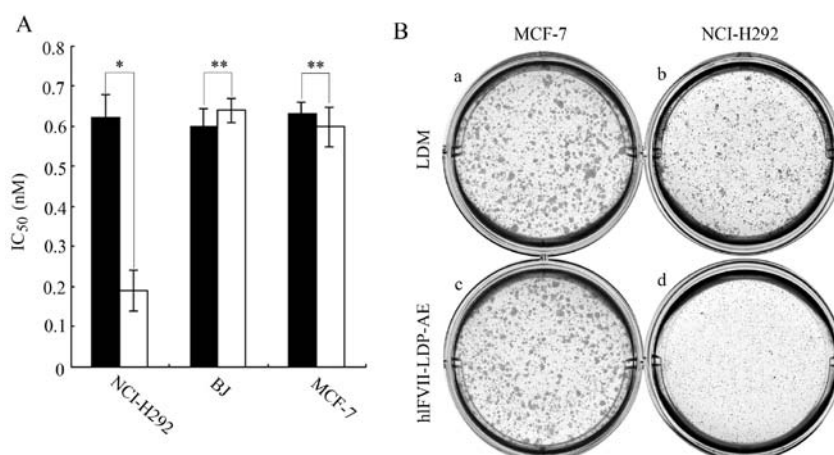 A
0.8
0.7
0.6
0.5
0.4
0.3
0.2
0.1
0
IC50 (nM)
*
**
**
NCI-H292
BJ
MCF-7
B
MCF-7
NCI-H292
LDM
hlFVII-LDP-AE
a
b
c
d